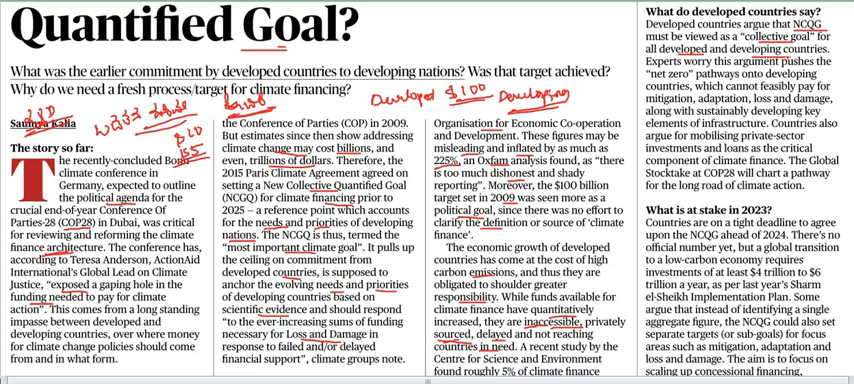 Quantified Goal?
What was the earlier commitment by developed countries to developing nations? Was that target achieved?
Why do we need a fresh process/target for climate financing?
Developed $100 Developing
Saumya Kalia
The story so far:
The recently-concluded Bonn
climate conference in
Germany, expected to outline
the political agenda for the
crucial end-of-year Conference Of
Parties-28 (COP28) in Dubai, was critical
for reviewing and reforming the climate
finance architecture. The conference has,
according to Teresa Anderson, ActionAid
International's Global Lead on Climate
Justice, “exposed a gaping hole in the
funding needed to pay for climate
action”. This comes from a long standing
impasse between developed and
developing countries, over where money
for climate change policies should come
from and in what form.
the Conference of Parties (COP) in 2009.
But estimates since then show addressing
climate change may cost billions, and
even, trillions of dollars. Therefore, the
2015 Paris Climate Agreement agreed on
setting a New Collective Quantified Goal
(NCQG) for climate financing prior to
2025 – a reference point which accounts
for the needs and priorities of developing
nations. The NCQG is thus, termed the
“most important climate goal”. It pulls up
the ceiling on commitment from
developed countries, is supposed to
anchor the evolving needs and priorities
of developing countries based on
scientific evidence and should respond
“to the ever-increasing sums of funding
necessary for Loss and Damage in
response to failed and/or delayed
financial support”, climate groups note.
Organisation for Economic Co-operation
and Development. These figures may be
misleading and inflated by as much as
225%, an Oxfam analysis found, as “there
is too much dishonest and shady
reporting”. Moreover, the $100 billion
target set in 2009 was seen more as a
political goal, since there was no effort to
clarify the definition or source of ‘climate
finance’.
The economic growth of developed
countries has come at the cost of high
carbon emissions, and thus they are
obligated to shoulder greater
responsibility. While funds available for
climate finance have quantitatively
increased, they are inaccessible, privately
sourced, delayed and not reaching
countries in need. A recent study by the
Centre for Science and Environment
found roughly 5% of climate finance
What do developed countries say?
Developed countries argue that NCQG
must be viewed as a “collective goal” for
all developed and developing countries.
Experts worry this argument pushes the
“net zero” pathways onto developing
countries, which cannot feasibly pay for
mitigation, adaptation, loss and damage,
along with sustainably developing key
elements of infrastructure. Countries also
argue for mobilising private-sector
investments and loans as the critical
component of climate finance. The Global
Stocktake at COP28 will chart a pathway
for the long road of climate action.
What is at stake in 2023?
Countries are on a tight deadline to agree
upon the NCQG ahead of 2024. There's no
official number yet, but a global transition
to a low-carbon economy requires
investments of at least $4 trillion to $6
trillion a year, as per last year's Sharm
el-Sheikh Implementation Plan. Some
argue that instead of identifying a single
aggregate figure, the NCQG could also set
separate targets (or sub-goals) for focus
areas such as mitigation, adaptation and
loss and damage. The aim is to focus on
scaling up concessional financing,